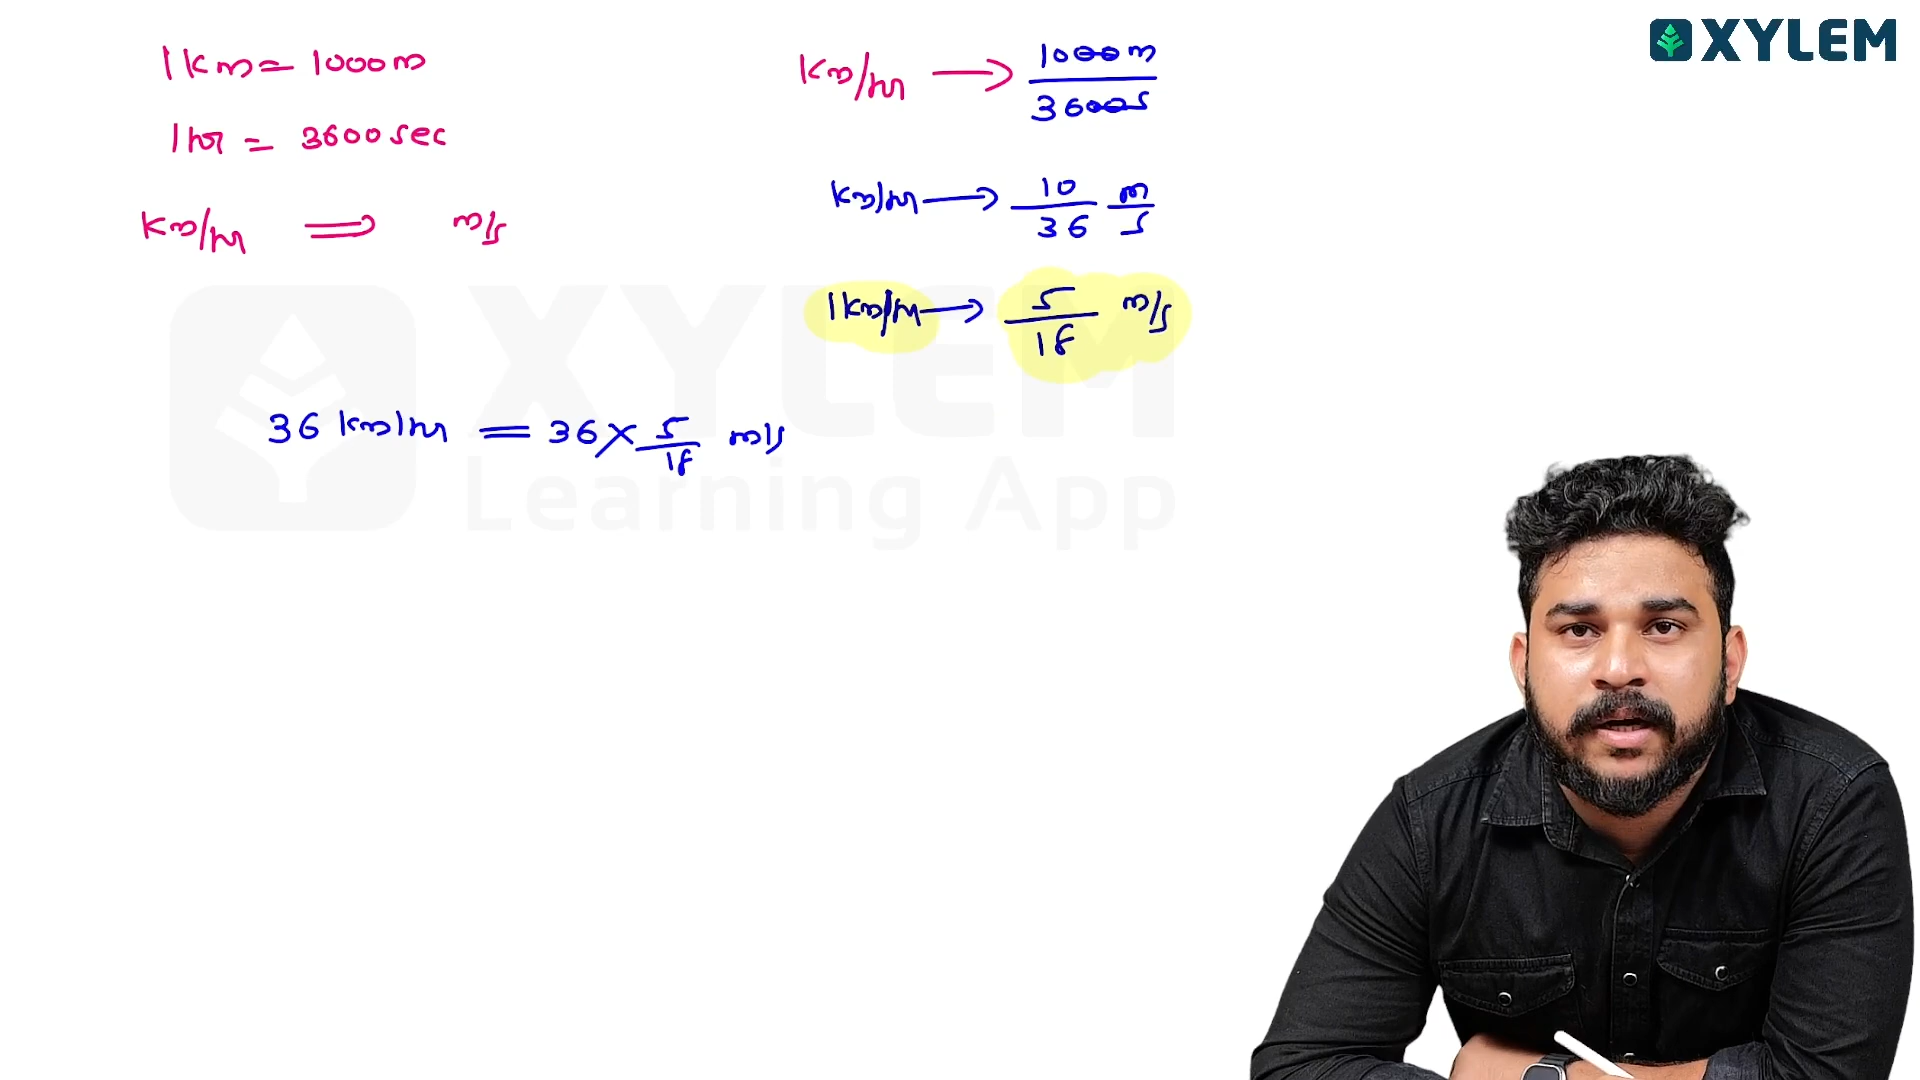 1 km = 1000 m
1 hr = 3600 sec
km/hr ⇒ m/s
km/hr → 1000 m / 3600 s
km/hr → 10/36 m/s
1 km/hr → 5/18 m/s
36 km/hr = 36 × 5/18 m/s
XYLEM
XYLEM
Learning App